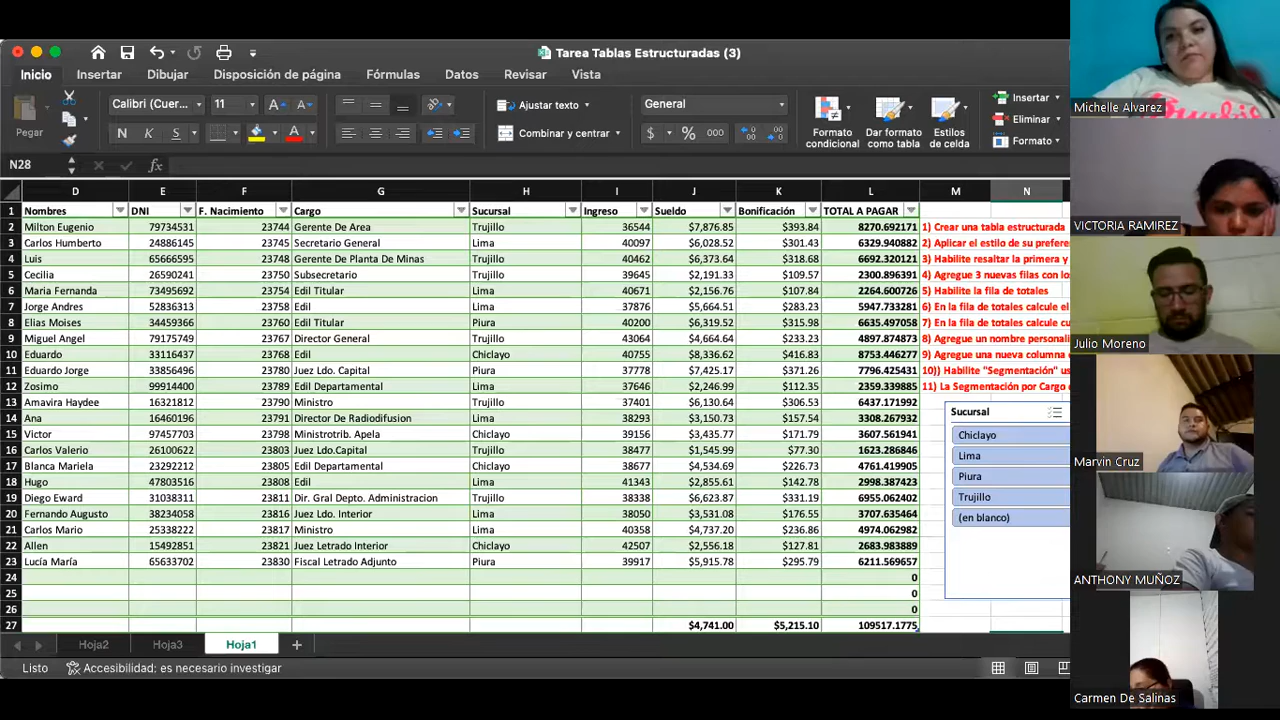 Tarea Tablas Estructuradas (3)
Inicio Insertar Dibujar Disposición de página Fórmulas Datos Revisar Vista
Pegar
Calibri (Cuer... 11 A A
N K S A
Ajustar texto
Combinar y centrar
General
$ % 000
Formato condicional
Dar formato como tabla
Estilos de celda
Insertar
Eliminar
Formato
N28 fx
D E F G H I J K L M N
1 Nombres DNI F. Nacimiento Cargo Sucursal Ingreso Sueldo Bonificación TOTAL A PAGAR
2 Milton Eugenio 79734531 23744 Gerente De Area Trujillo 36544 $7,876.85 $393.84 8270.692171 1) Crear una tabla estructurada
3 Carlos Humberto 24886145 23745 Secretario General Lima 40097 $6,028.52 $301.43 6329.940882 2) Aplicar el estilo de su prefere
4 Luis 65666595 23748 Gerente De Planta De Minas Trujillo 40462 $6,373.64 $318.68 6692.320121 3) Habilite resaltar la primera y
5 Cecilia 26590241 23750 Subsecretario Trujillo 39645 $2,191.33 $109.57 2300.896391 4) Agregue 3 nuevas filas con los
6 Maria Fernanda 73495692 23754 Edil Titular Lima 40671 $2,156.76 $107.84 2264.600726 5) Habilite la fila de totales
7 Jorge Andres 52836313 23758 Edil Lima 37876 $5,664.51 $283.23 5947.733281 6) En la fila de totales calcule el
8 Elias Moises 34459366 23760 Edil Titular Piura 40200 $6,319.52 $315.98 6635.497058 7) En la fila de totales calcule cu
9 Miguel Angel 79175749 23767 Director General Trujillo 43064 $4,664.64 $233.23 4897.874873 8) Agregue un nombre personali
10 Eduardo 33116437 23768 Edil Chiclayo 40755 $8,336.62 $416.83 8753.446277 9) Agregue una nueva columna
11 Eduardo Jorge 33856496 23780 Juez Ldo. Capital Piura 37778 $7,425.17 $371.26 7796.425431 10)) Habilite "Segmentación" us
12 Zosimo 99914400 23789 Edil Departamental Lima 37646 $2,246.99 $112.35 2359.339885 11) La Segmentación por Cargo
13 Amavira Haydee 16321812 23790 Ministro Trujillo 37401 $6,130.64 $306.53 6437.171992
14 Ana 16460196 23791 Director De Radiodifusion Lima 38293 $3,150.73 $157.54 3308.267932
15 Victor 97457703 23798 Ministrotrib. Apela Chiclayo 39156 $3,435.77 $171.79 3607.561941
16 Carlos Valerio 26100622 23803 Juez Ldo.Capital Trujillo 38477 $1,545.99 $77.30 1623.286846
17 Blanca Mariela 23292212 23805 Edil Departamental Chiclayo 38677 $4,534.69 $226.73 4761.419905
18 Hugo 47803516 23808 Edil Lima 41343 $2,855.61 $142.78 2998.387423
19 Diego Eward 31038311 23811 Dir. Gral Depto. Administracion Trujillo 38338 $6,623.87 $331.19 6955.062402
20 Fernando Augusto 38234058 23816 Juez Ldo. Interior Lima 38050 $3,531.08 $176.55 3707.635464
21 Carlos Mario 25338222 23817 Ministro Lima 40358 $4,737.20 $236.86 4974.062982
22 Allen 15492851 23821 Juez Letrado Interior Chiclayo 42507 $2,556.18 $127.81 2683.983889
23 Lucía María 65633702 23830 Fiscal Letrado Adjunto Piura 39917 $5,915.78 $295.79 6211.569657
24 0
25 0
26 0
27 $4,741.00 $5,215.10 109517.1775
Sucursal
Chiclayo
Lima
Piura
Trujillo
(en blanco)
Hoja2 Hoja3 Hoja1 +
Listo Accesibilidad: es necesario investigar
Michelle Alvarez
VICTORIA RAMIREZ
Julio Moreno
Marvin Cruz
ANTHONY MUÑOZ
Carmen De Salinas